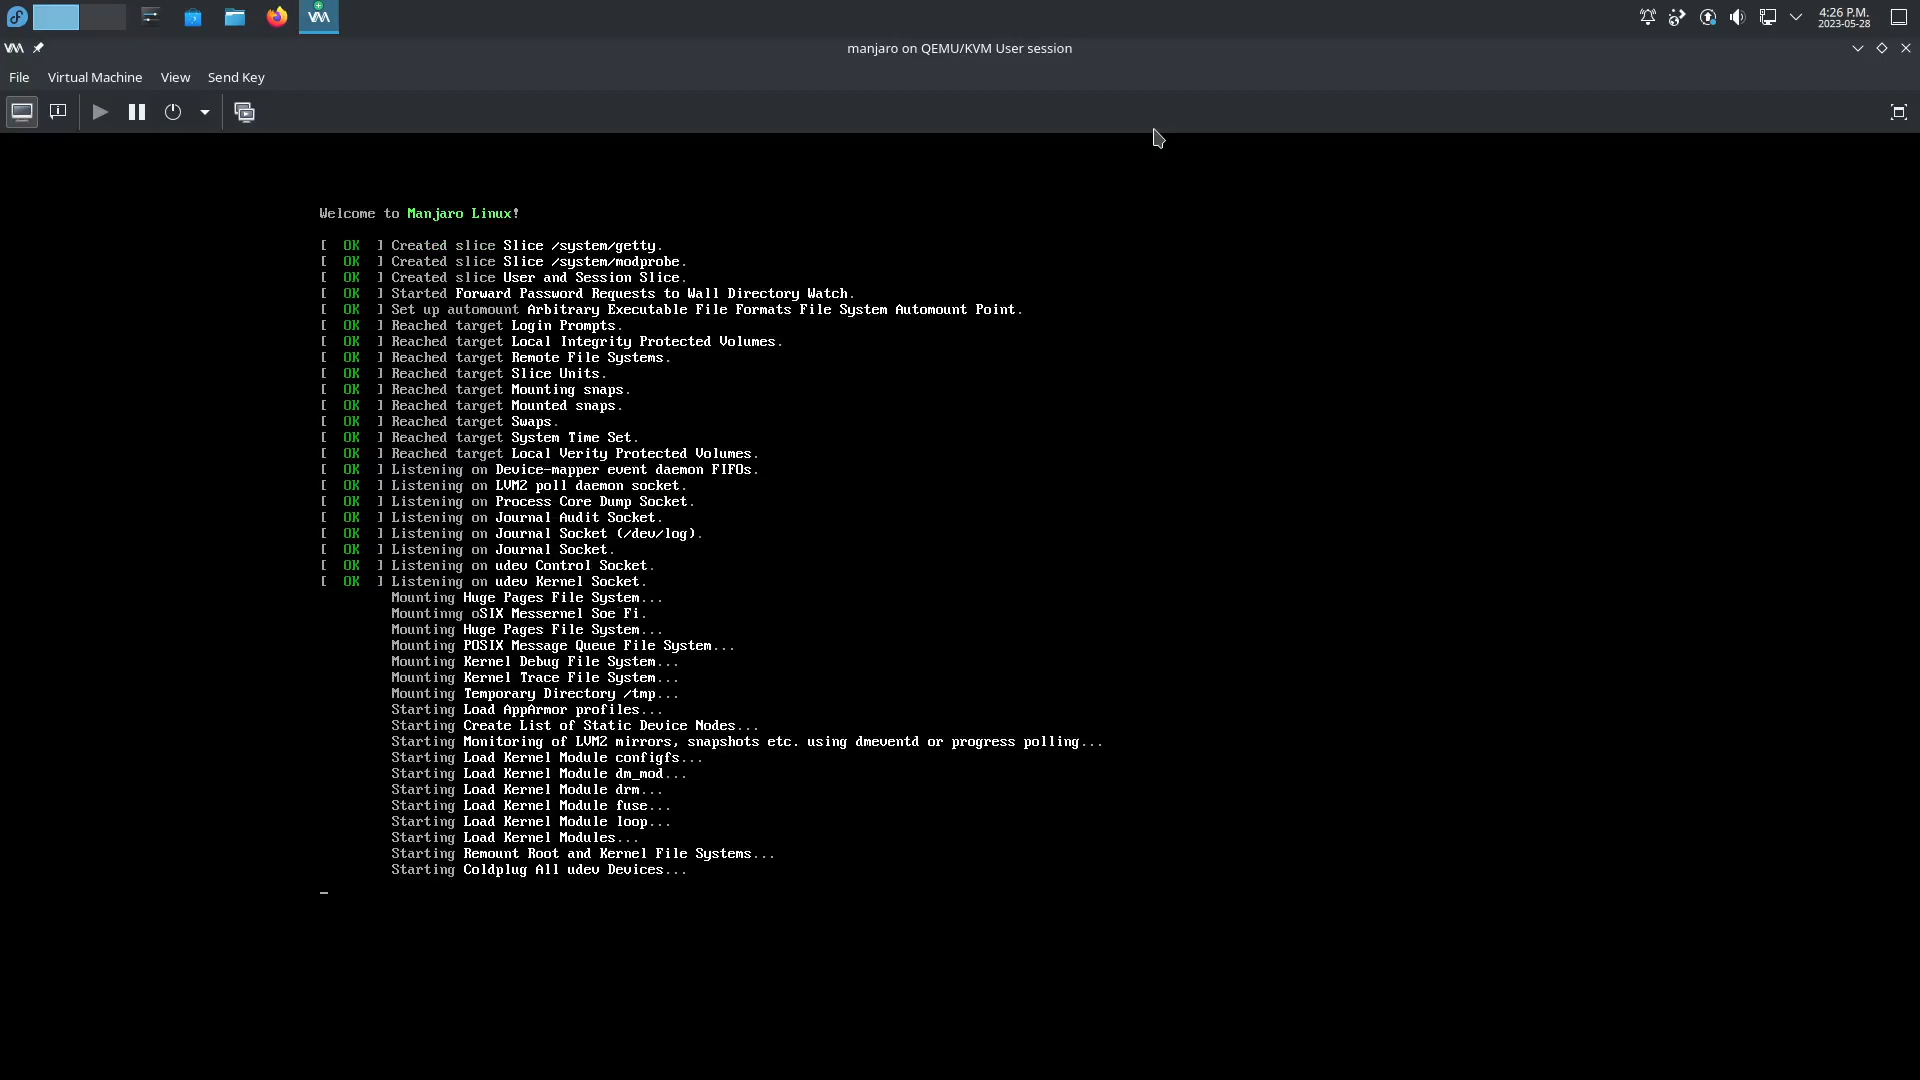 4:26 P.M.
2023-05-28
manjaro on QEMU/KVM User session
File Virtual Machine View Send Key
Welcome to Manjaro Linux!
[ OK ] Created slice Slice /system/getty.
[ OK ] Created slice Slice /system/modprobe.
[ OK ] Created slice User and Session Slice.
[ OK ] Started Forward Password Requests to Wall Directory Watch.
[ OK ] Set up automount Arbitrary Executable File Formats File System Automount Point.
[ OK ] Reached target Login Prompts.
[ OK ] Reached target Local Integrity Protected Volumes.
[ OK ] Reached target Remote File Systems.
[ OK ] Reached target Slice Units.
[ OK ] Reached target Mounting snaps.
[ OK ] Reached target Mounted snaps.
[ OK ] Reached target Swaps.
[ OK ] Reached target System Time Set.
[ OK ] Reached target Local Verity Protected Volumes.
[ OK ] Listening on Device-mapper event daemon FIFOs.
[ OK ] Listening on LVM2 poll daemon socket.
[ OK ] Listening on Process Core Dump Socket.
[ OK ] Listening on Journal Audit Socket.
[ OK ] Listening on Journal Socket (/dev/log).
[ OK ] Listening on Journal Socket.
[ OK ] Listening on udev Control Socket.
[ OK ] Listening on udev Kernel Socket.
Mounting Huge Pages File System...
Mountinng oSIX Messernel Soe Fi.
Mounting Huge Pages File System...
Mounting POSIX Message Queue File System...
Mounting Kernel Debug File System...
Mounting Kernel Trace File System...
Mounting Temporary Directory /tmp...
Starting Load AppArmor profiles...
Starting Create List of Static Device Nodes...
Starting Monitoring of LVM2 mirrors, snapshots etc. using dmeventd or progress polling...
Starting Load Kernel Module configfs...
Starting Load Kernel Module dm_mod...
Starting Load Kernel Module drm...
Starting Load Kernel Module fuse...
Starting Load Kernel Module loop...
Starting Load Kernel Modules...
Starting Remount Root and Kernel File Systems...
Starting Coldplug All udev Devices...
_